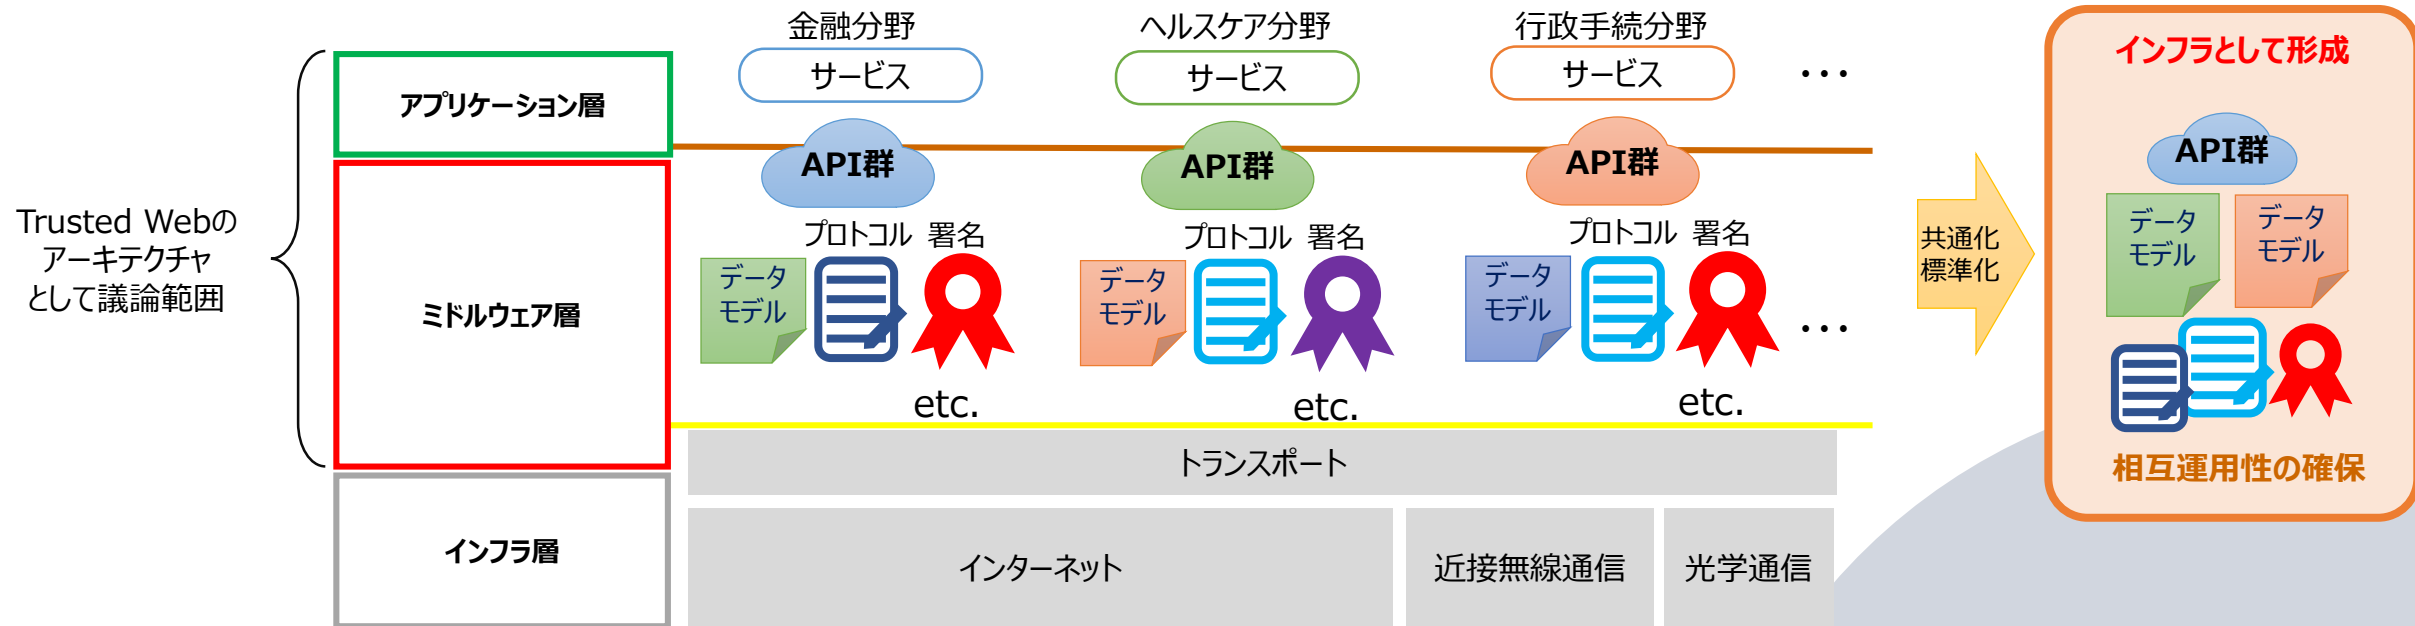 Trusted Webの
アーキテクチャ
として議論範囲
アプリケーション層
ミドルウェア層
インフラ層
金融分野
サービス
API群
プロトコル 署名
データ
モデル
etc.
ヘルスケア分野
サービス
API群
プロトコル 署名
データ
モデル
etc.
行政手続分野
サービス
API群
プロトコル 署名
データ
モデル
etc.
・・・
・・・
トランスポート
インターネット
近接無線通信
光学通信
共通化
標準化
インフラとして形成
API群
データ
モデル
データ
モデル
相互運用性の確保